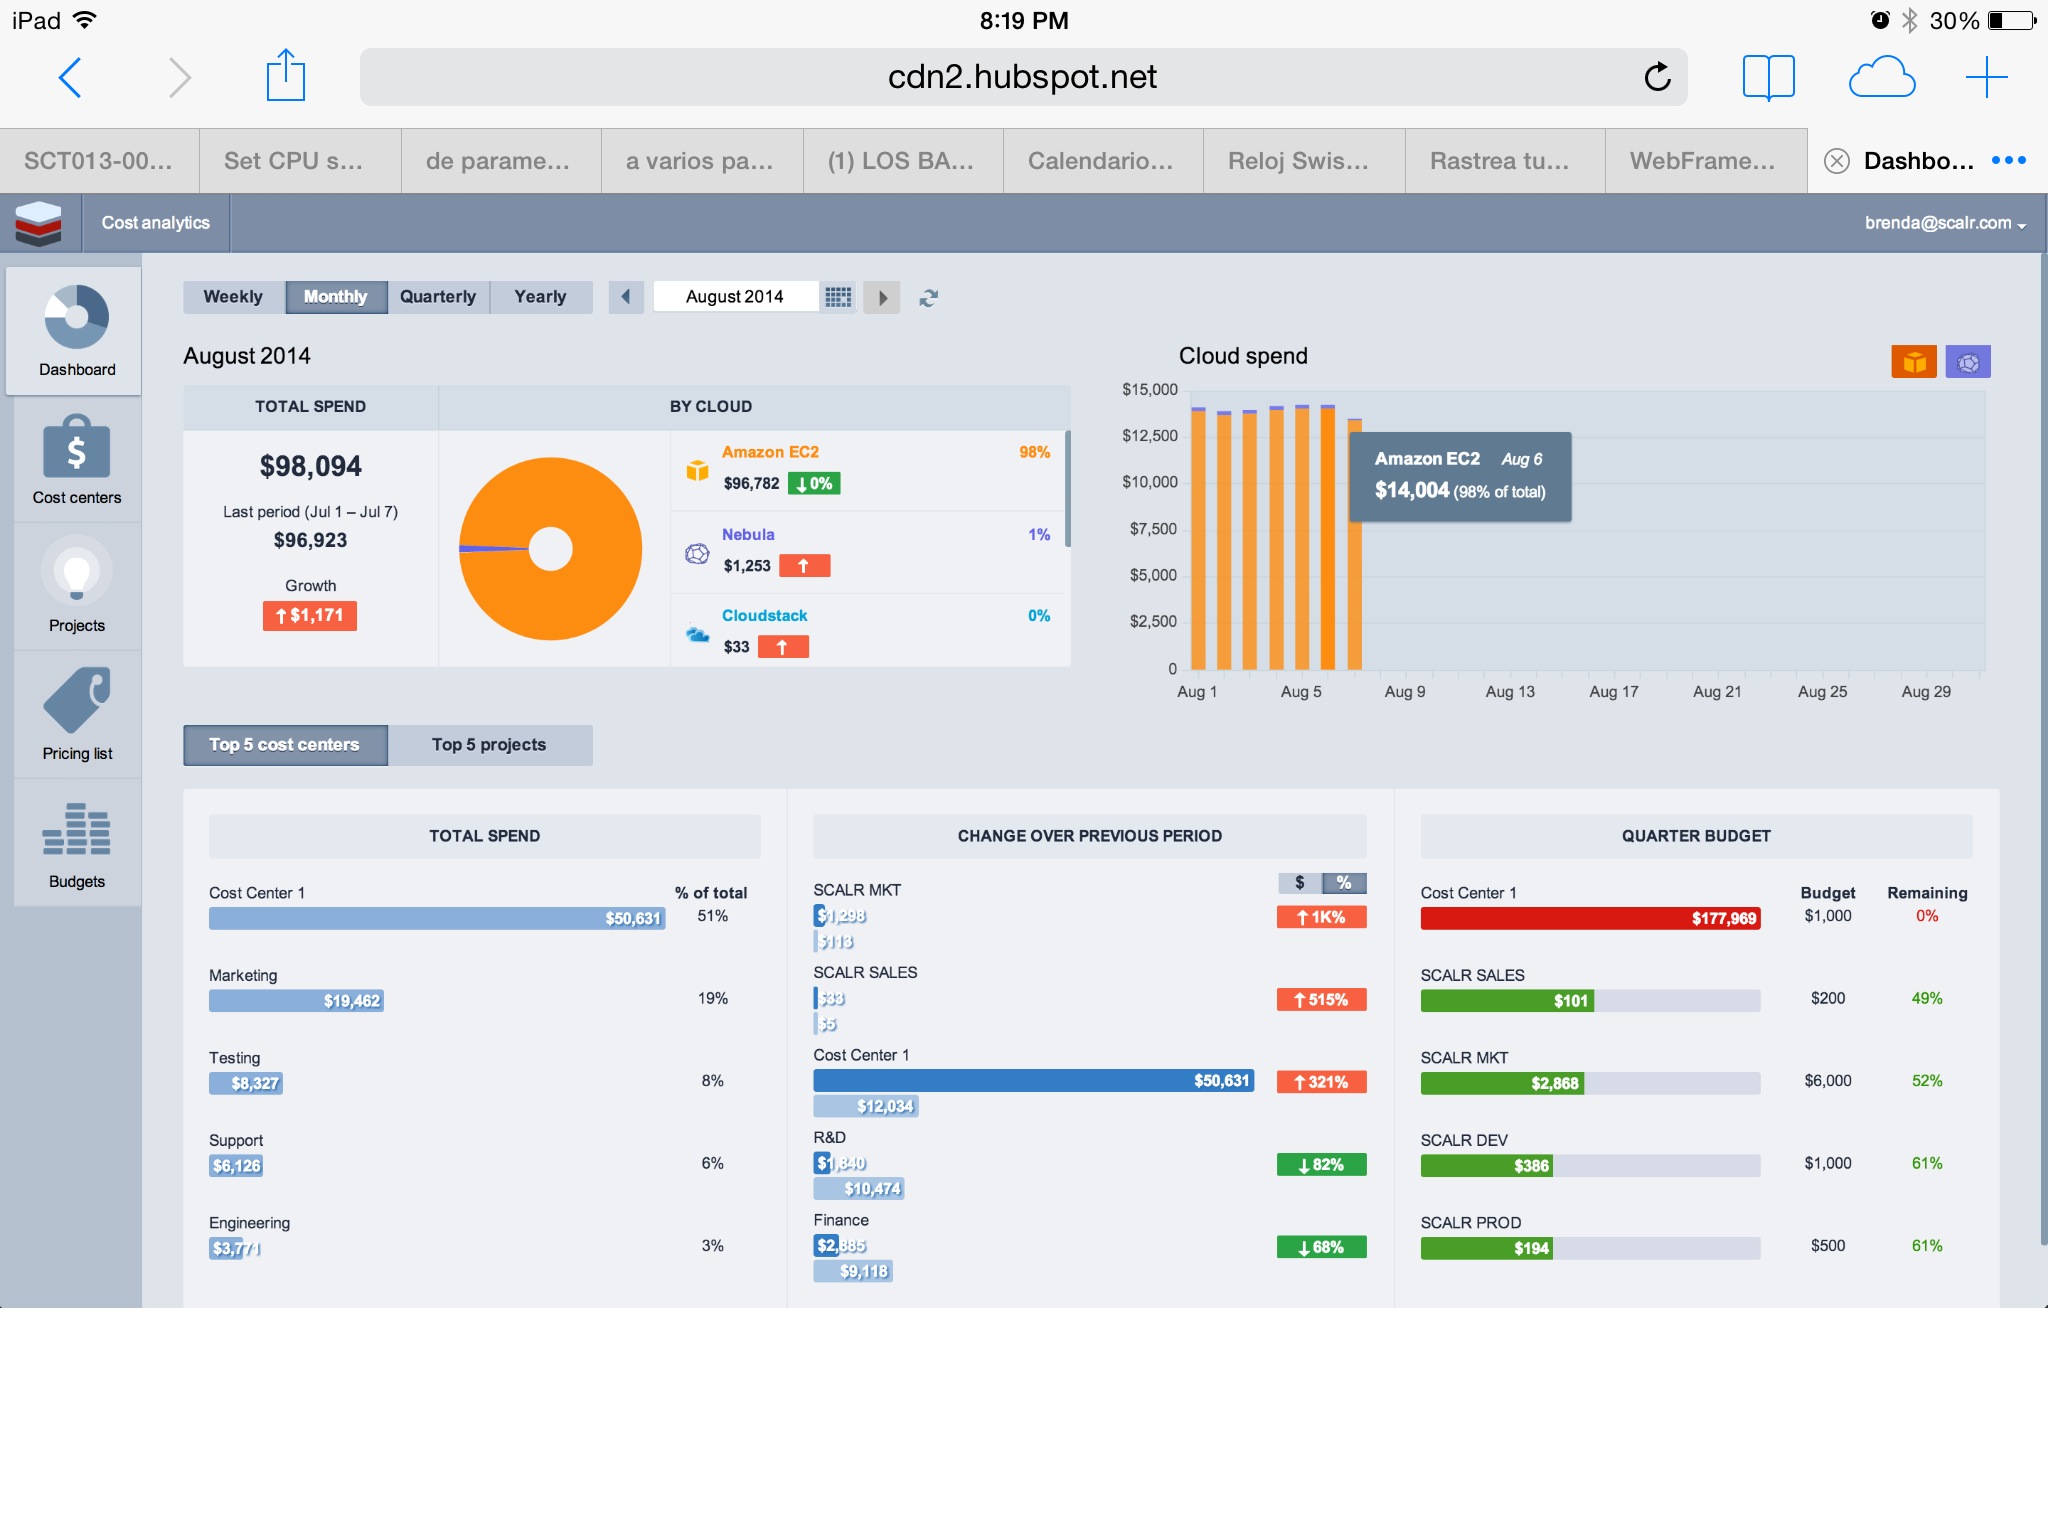 iPad 8:19 PM 30%
cdn2.hubspot.net
SCT013-00... Set CPU s... de parame... a varios pa... (1) LOS BA... Calendario... Reloj Swis... Rastrea tu... WebFrame... Dashbo...
Cost analytics brenda@scalr.com
Dashboard
Cost centers
Projects
Pricing list
Budgets
Weekly Monthly Quarterly Yearly August 2014
August 2014
TOTAL SPEND BY CLOUD
$98,094
Last period (Jul 1 – Jul 7)
$96,923
Growth
↑ $1,171
Amazon EC2 98%
$96,782 ↓ 0%
Nebula 1%
$1,253 ↑
Cloudstack 0%
$33 ↑
Cloud spend
$15,000
$12,500
$10,000
$7,500
$5,000
$2,500
0
Amazon EC2 Aug 6
$14,004 (98% of total)
Aug 1 Aug 5 Aug 9 Aug 13 Aug 17 Aug 21 Aug 25 Aug 29
Top 5 cost centers Top 5 projects
TOTAL SPEND
Cost Center 1 % of total
$50,631 51%
Marketing
$19,462 19%
Testing
$8,327 8%
Support
$6,126 6%
Engineering
$3,771 3%
CHANGE OVER PREVIOUS PERIOD
$ %
SCALR MKT
$1,298 ↑ 1K%
$113
SCALR SALES
$33 ↑ 515%
$5
Cost Center 1
$50,631 ↑ 321%
$12,034
R&D
$1,840 ↓ 82%
$10,474
Finance
$2,885 ↓ 68%
$9,118
QUARTER BUDGET
Cost Center 1 Budget Remaining
$177,969 $1,000 0%
SCALR SALES
$101 $200 49%
SCALR MKT
$2,868 $6,000 52%
SCALR DEV
$386 $1,000 61%
SCALR PROD
$194 $500 61%